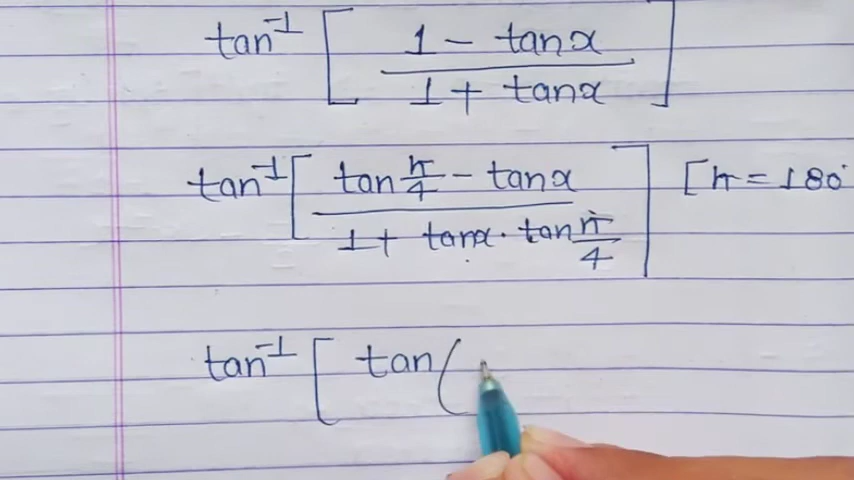 tan⁻¹ [ (1 - tan x) / (1 + tan x) ]
tan⁻¹ [ (tan π/4 - tan x) / (1 + tan x · tan π/4) ] [π = 180°
tan⁻¹ [ tan (